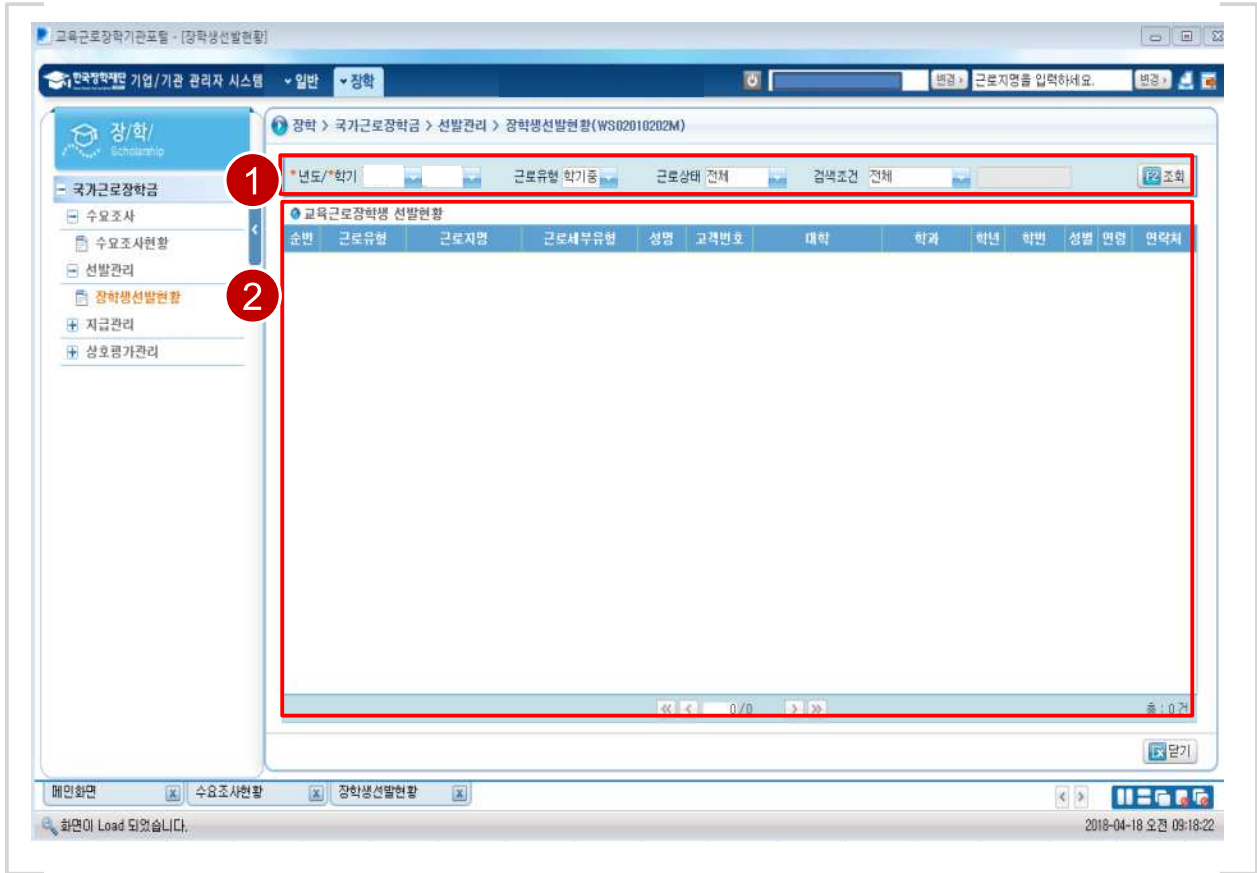 교육근로장학기관포털 - [장학생선발현황]
한국장학재단 기업/기관 관리자 시스템 일반 장학 변경 근로지명을 입력하세요. 변경
장/학/
Scholarship
장학 > 국가근로장학금 > 선발관리 > 장학생선발현황(WS02010202M)
국가근로장학금
수요조사
수요조사현황
선발관리
장학생선발현황
지급관리
상호평가관리
1
*년도/*학기 근로유형 학기중 근로상태 전체 검색조건 전체 F2 조회
2
교육근로장학생 선발현황
순번 근로유형 근로지명 근로세부유형 성명 고객번호 대학 학과 학년 학번 성별 연령 연락처
0/0 총 : 0 건
닫기
메인화면 수요조사현황 장학생선발현황
화면이 Load 되었습니다. 2018-04-18 오전 09:18:22